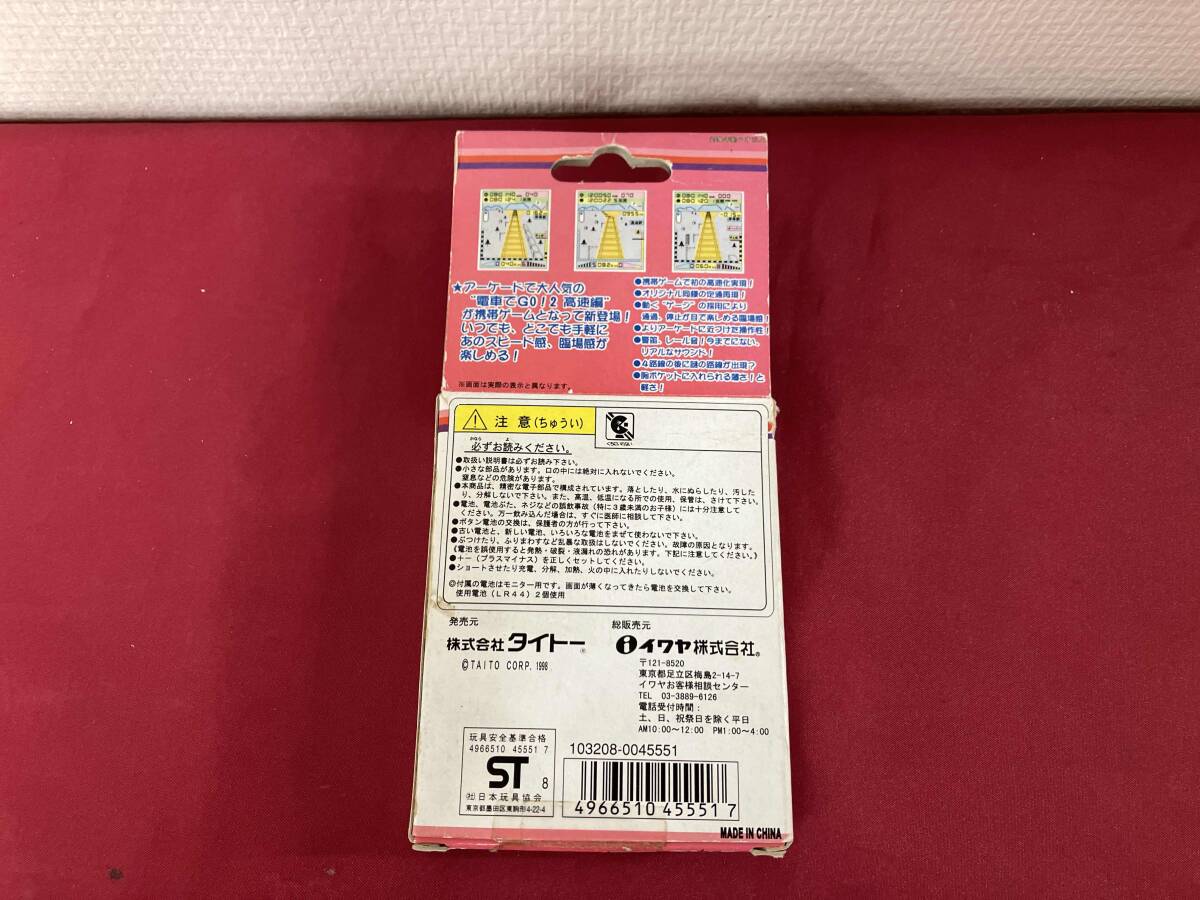 ★アーケードで大人気の
"電車でGO!2 高速編"
が携帯ゲームとなって新登場!
いつでも、どこでも手軽に
あのスピード感、臨場感が
楽しめる!
●携帯ゲームで初の高速化実現!
●オリジナル同様の定通再現!
●動く"ゲージ"の採用により
通過、停止が目で楽しめる臨場感!
●よりアーケードに近づけた操作性!
●警笛、レール音!今までにない、
リアルなサウンド!
●4路線の後に謎の路線が出現?
●胸ポケットに入れられる薄さ!と
軽さ!
※画面は実際の表示と異なります。
注意(ちゅうい)
必ずお読みください。
●取扱い説明書は必ずお読み下さい。
●小さな部品があります。口の中には絶対に入れないでください。
窒息などの危険があります。
●本商品は、精密な電子部品で構成されています。落としたり、水にぬらしたり、汚した
り、分解しないで下さい。また、高温、低温になる所での使用、保管は、さけて下さい。
●電池、電池ぶた、ネジなどの誤飲事故(特に3歳未満のお子様)には十分注意して
ください。万一飲み込んだ場合は、すぐに医師に相談して下さい。
●ボタン電池の交換は、保護者の方が行って下さい。
●古い電池と、新しい電池、いろいろな電池をまぜて使わないで下さい。
●ぶつけたり、ふりまわすなど乱暴な取扱はしないでください。故障の原因となります。
《電池を誤使用すると発熱・破裂・液漏れの恐れがあります。下記に注意してください。》
●+-(プラスマイナス)を正しくセットしてください。
●ショートさせたり充電、分解、加熱、火の中に入れたりしないでください。
◎付属の電池はモニター用です。画面が薄くなってきたら電池を交換して下さい。
使用電池(LR44)2個使用
発売元
株式会社タイトー®
©TAITO CORP. 1998
総販売元
イワヤ株式会社®
〒121-8520
東京都足立区梅島2-14-7
イワヤお客様相談センター
TEL 03-3889-6126
電話受付時間:
土、日、祝祭日を除く平日
AM10:00~12:00 PM1:00~4:00
玩具安全基準合格
4966510 45551 7
ST 8
(社)日本玩具協会
東京都墨田区東駒形4-22-4
103208-0045551
4966510 455517
MADE IN CHINA